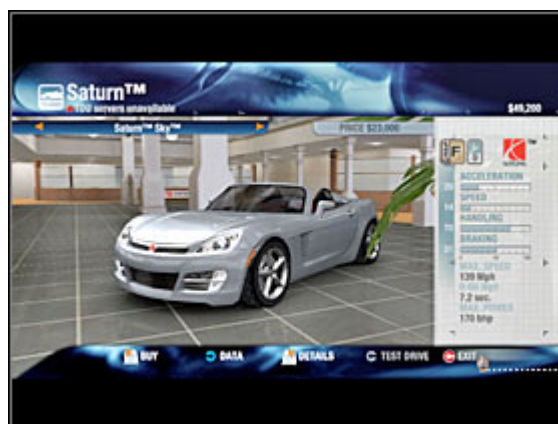 Saturn™
TDU servers unavailable
$49,200
Saturn™ Sky™
PRICE $23,000
F
ACCELERATION
SPEED
HANDLING
BRAKING
MAX. SPEED
139 Mph
0-60 Mph
7.2 sec.
MAX. POWER
170 bhp
BUY
DATA
DETAILS
TEST DRIVE
EXIT